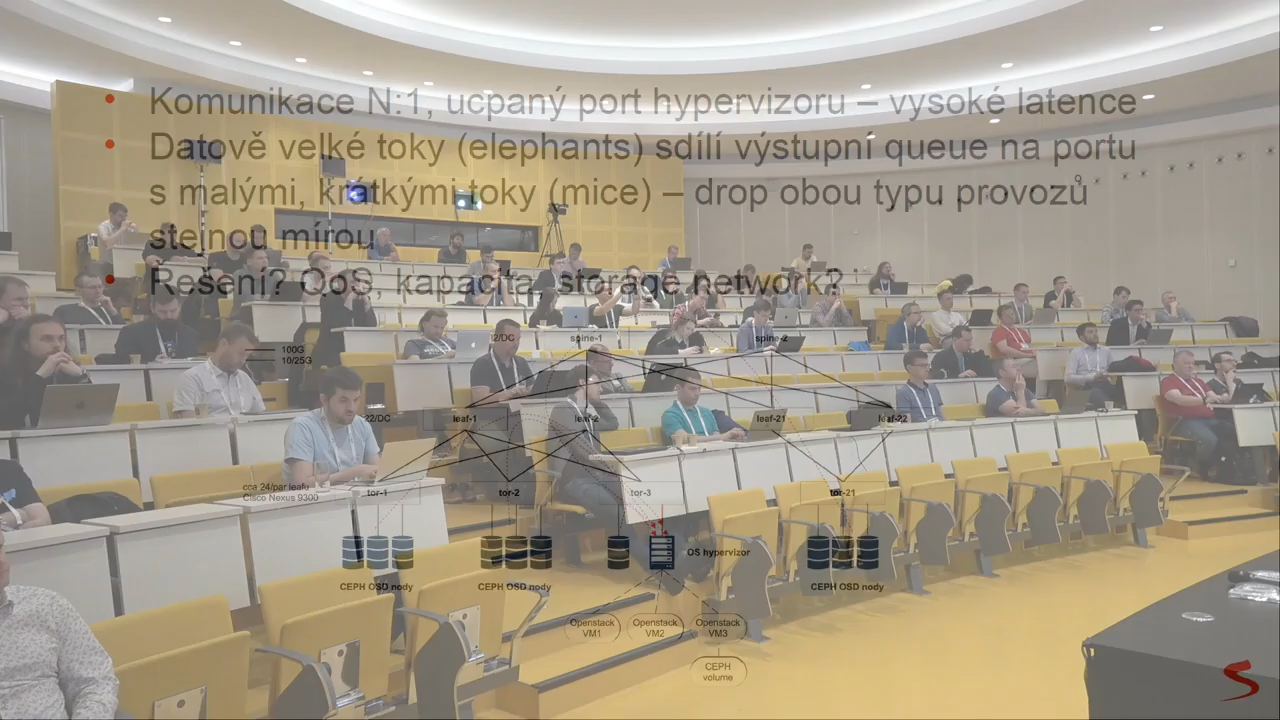 Komunikace N:1, ucpaný port hypervizoru – vysoké latence
Datově velké toky (elephants) sdílí výstupní queue na portu
s malými, krátkými toky (mice) – drop obou typu provozů
stejnou mírou
Řešení? QoS, kapacita, storage network?
100G
10/25G
2/DC
spine-1
spine-2
22/DC
leaf-1
leaf-2
leaf-21
leaf-22
cca 24/par leafu
Cisco Nexus 9300
tor-1
tor-2
tor-3
tor-21
OS hypervizor
CEPH OSD nody
CEPH OSD nody
CEPH OSD nody
Openstack
VM1
Openstack
VM2
Openstack
VM3
CEPH
volume